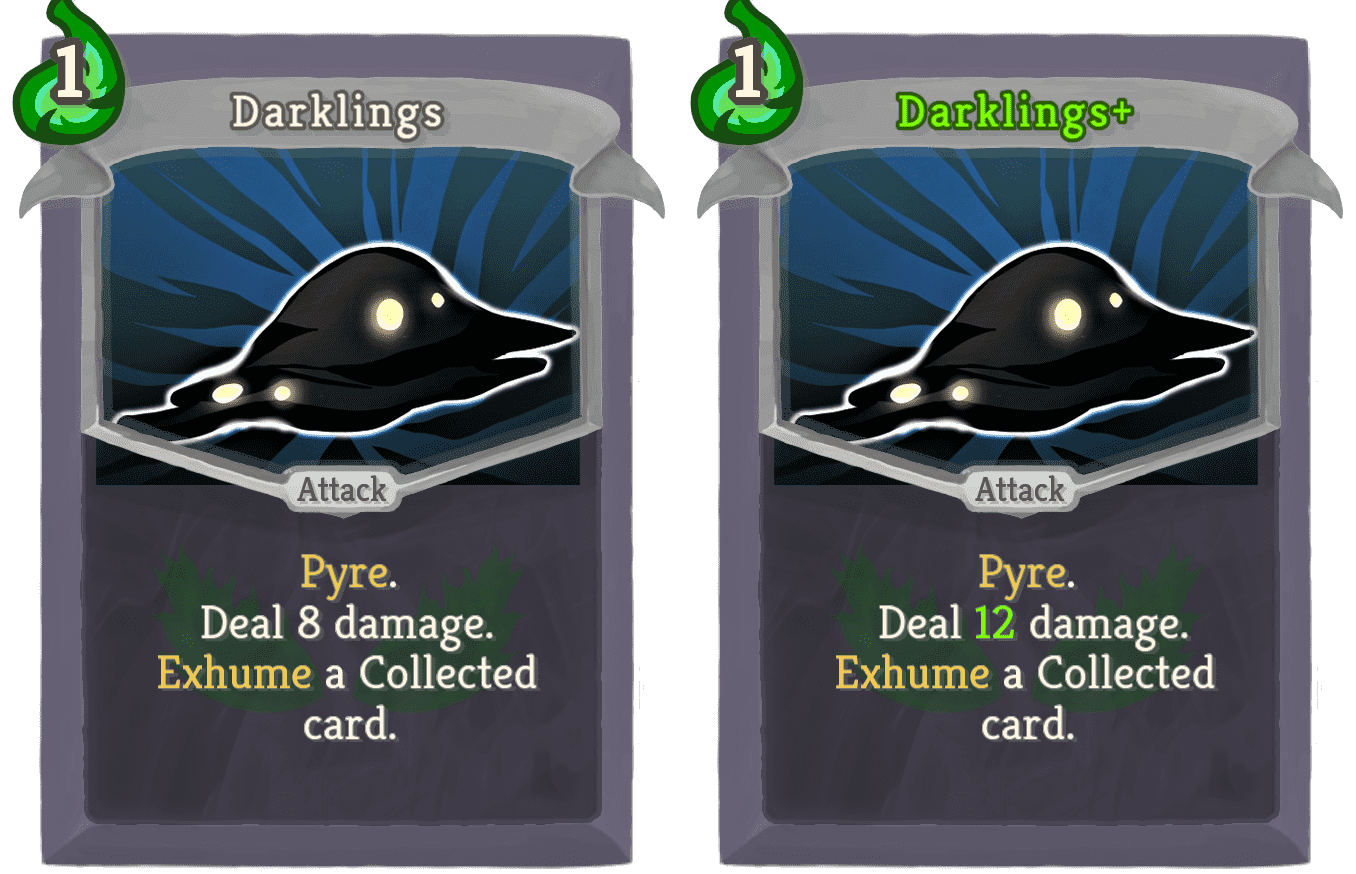 1
Darklings
Attack
Pyre.
Deal 8 damage.
Exhume a Collected
card.
1
Darklings+
Attack
Pyre.
Deal 12 damage.
Exhume a Collected
card.